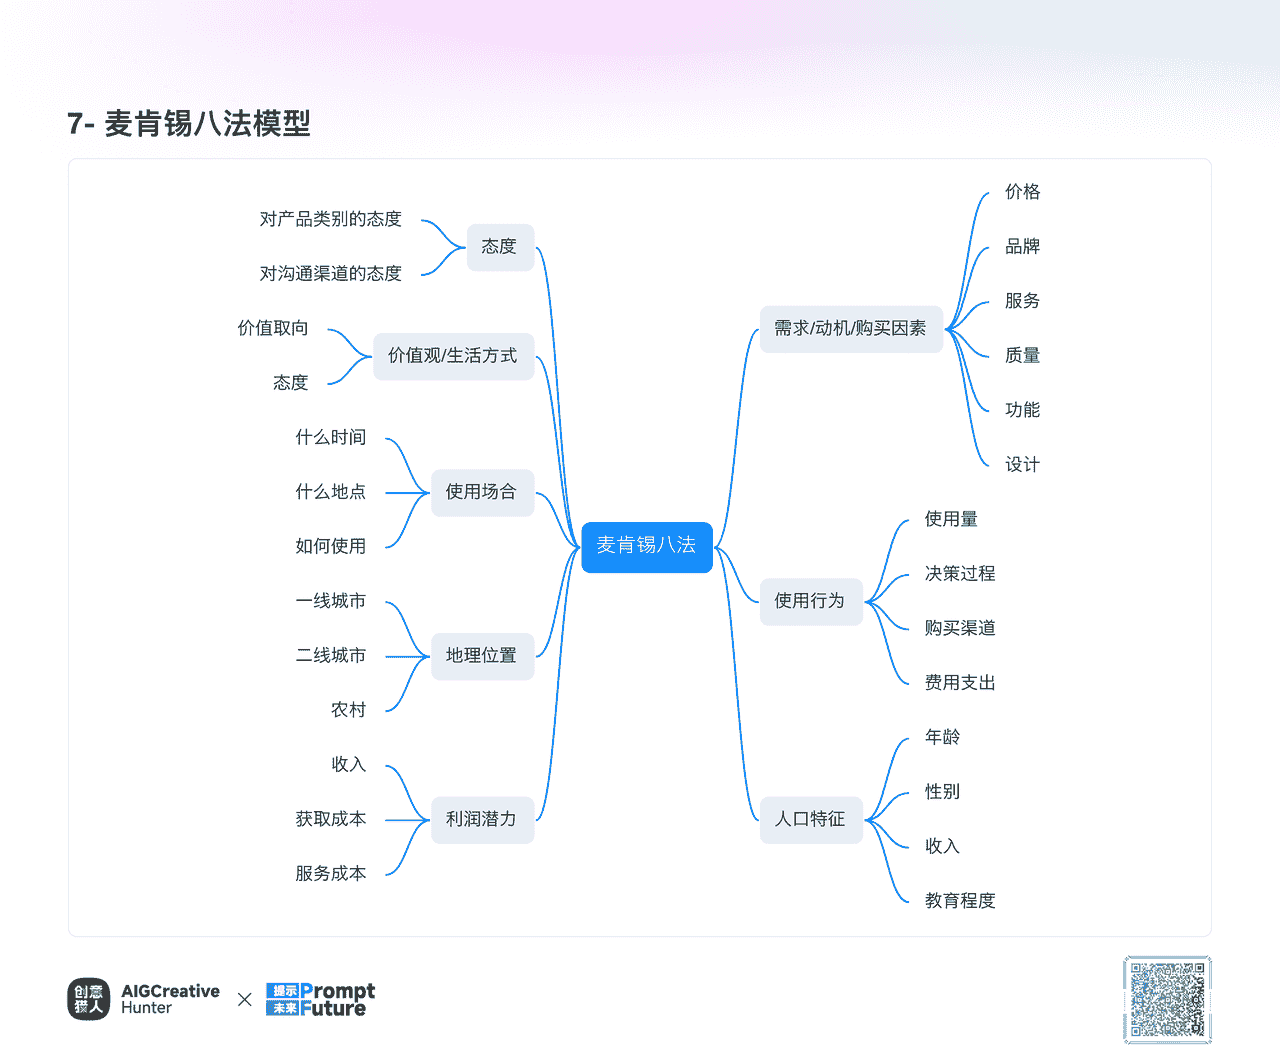 7- 麦肯锡八法模型
对产品类别的态度
对沟通渠道的态度
态度
价值取向
态度
价值观/生活方式
什么时间
什么地点
如何使用
使用场合
一线城市
二线城市
农村
地理位置
收入
获取成本
服务成本
利润潜力
麦肯锡八法
需求/动机/购买因素
价格
品牌
服务
质量
功能
设计
使用行为
使用量
决策过程
购买渠道
费用支出
人口特征
年龄
性别
收入
教育程度
创意
猎人
AIGCreative
Hunter
×
提示
未来
Prompt
Future